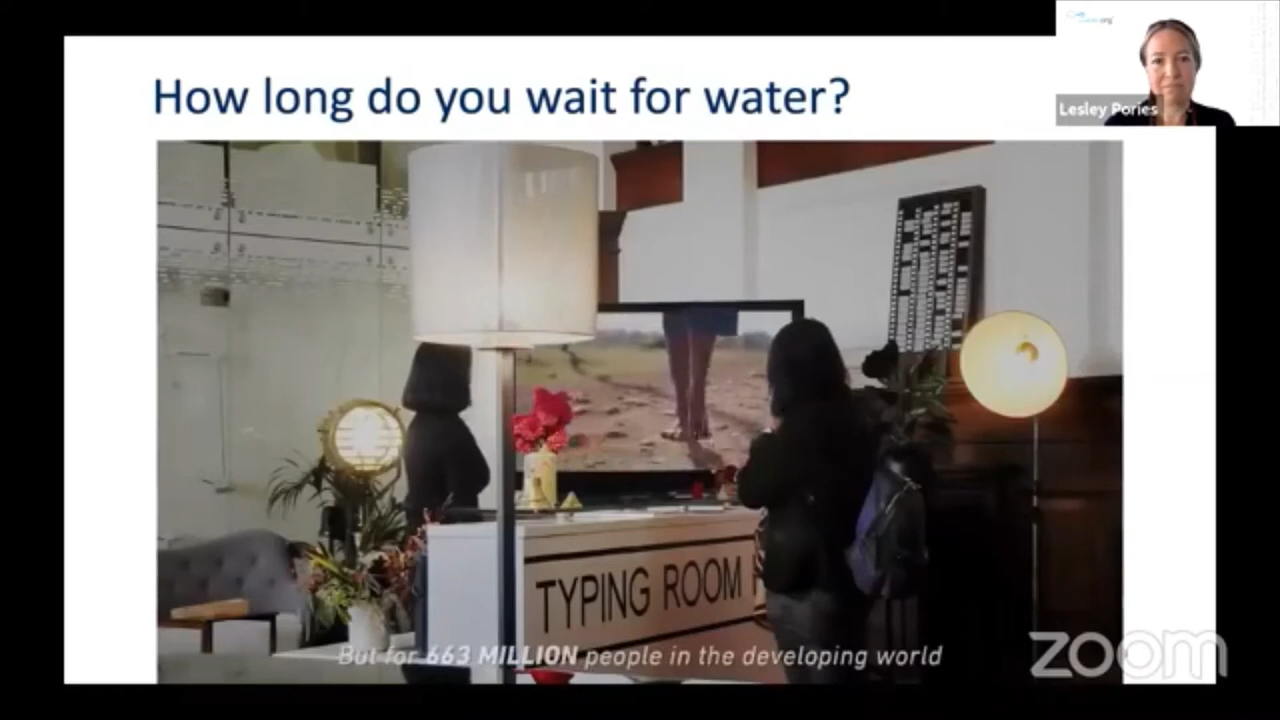 How long do you wait for water?
Lesley Pories
TYPING ROOM
But for 663 MILLION people in the developing world
zoom